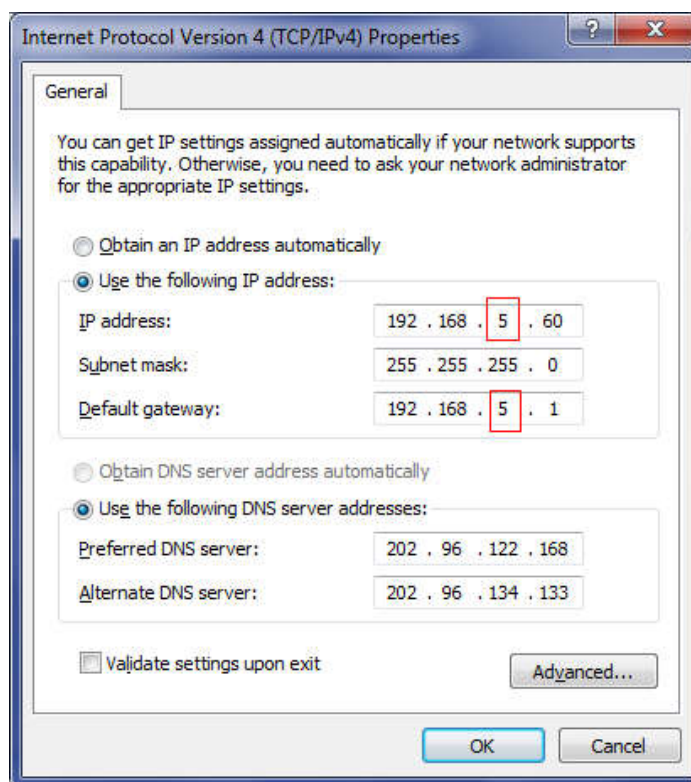 Internet Protocol Version 4 (TCP/IPv4) Properties
?
X
General
You can get IP settings assigned automatically if your network supports
this capability. Otherwise, you need to ask your network administrator
for the appropriate IP settings.
Obtain an IP address automatically
Use the following IP address:
IP address: 192 . 168 . 5 . 60
Subnet mask: 255 . 255 . 255 . 0
Default gateway: 192 . 168 . 5 . 1
Obtain DNS server address automatically
Use the following DNS server addresses:
Preferred DNS server: 202 . 96 . 122 . 168
Alternate DNS server: 202 . 96 . 134 . 133
Validate settings upon exit
Advanced...
OK Cancel